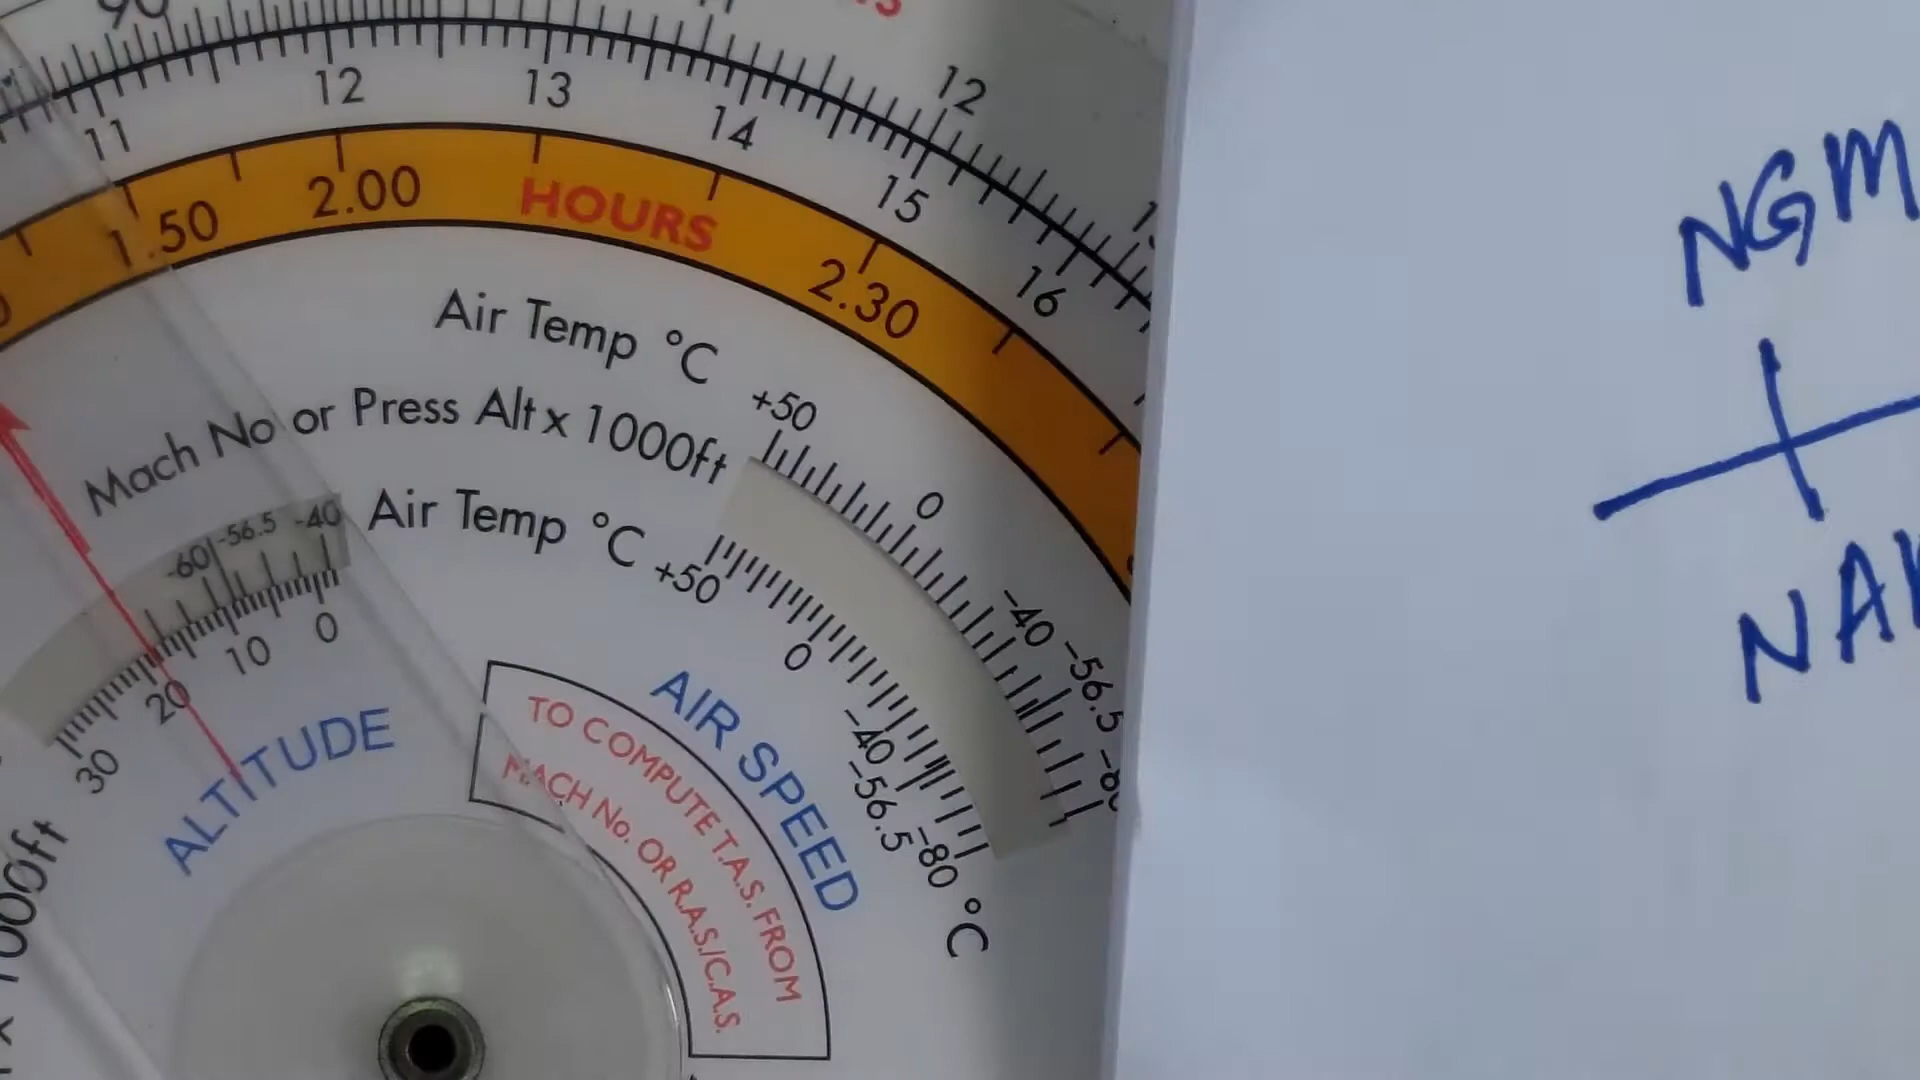 90
12
11 12 13 14 15 16
1.50 2.00 HOURS 2.30
Air Temp °C +50 0 -40 -56.5
Mach No or Press Alt x 1000ft
Air Temp °C +50 0 -40 -56.5 -80 °C
-60 -56.5 -40
30 20 10 0
ALTITUDE
AIR SPEED
TO COMPUTE T.A.S. FROM
MACH No. OR R.A.S./C.A.S.
NGM